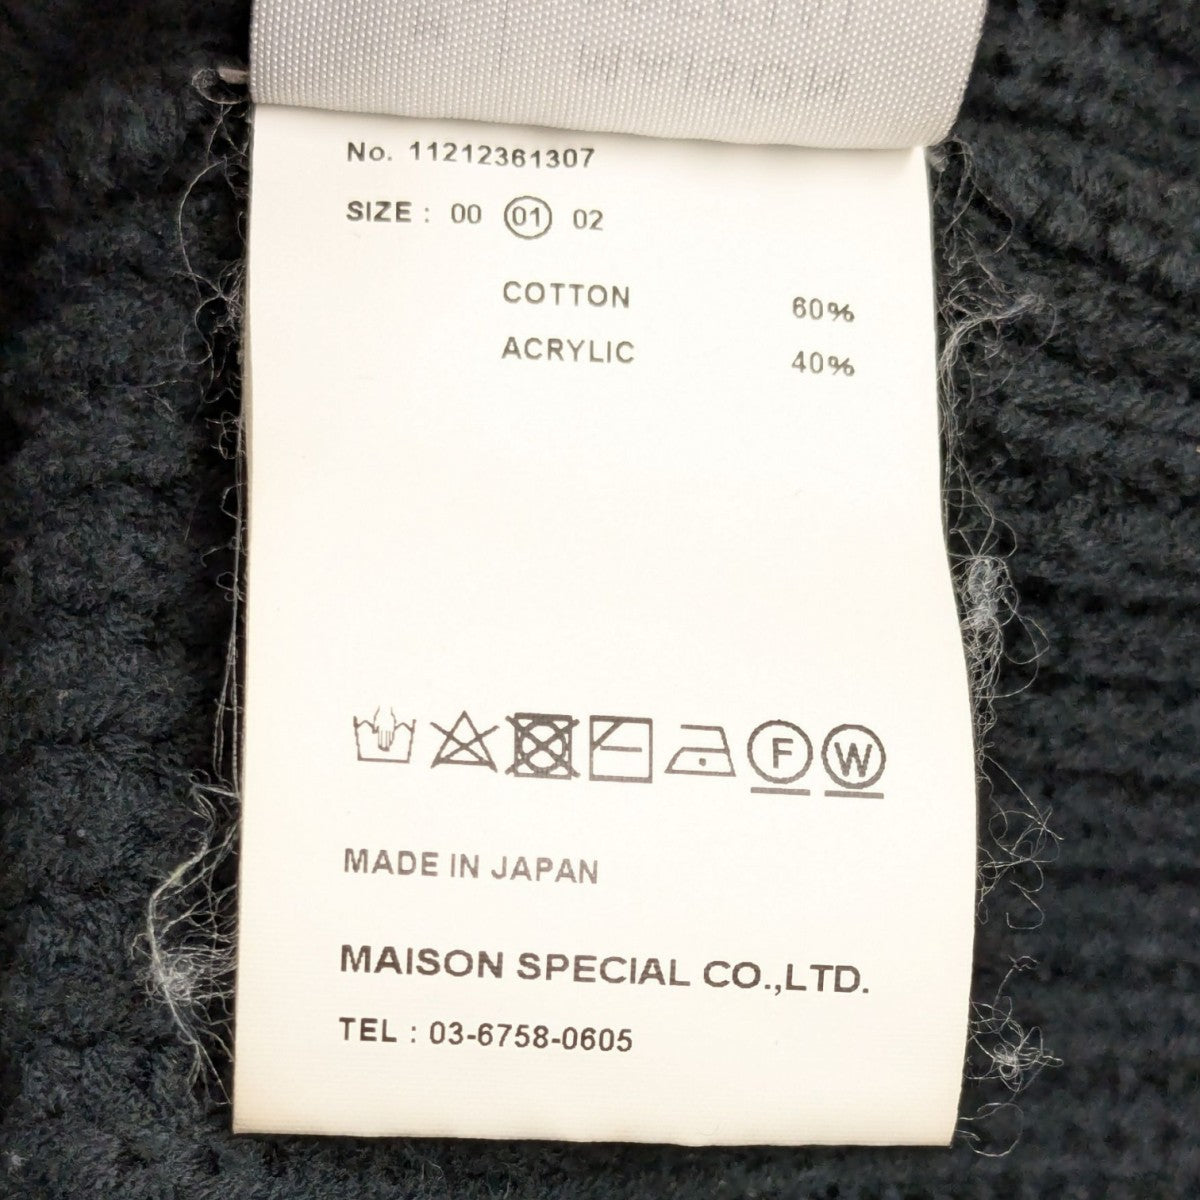 No. 11212361307
SIZE : 00 01 02
COTTON 60%
ACRYLIC 40%
F W
MADE IN JAPAN
MAISON SPECIAL CO.,LTD.
TEL : 03-6758-0605